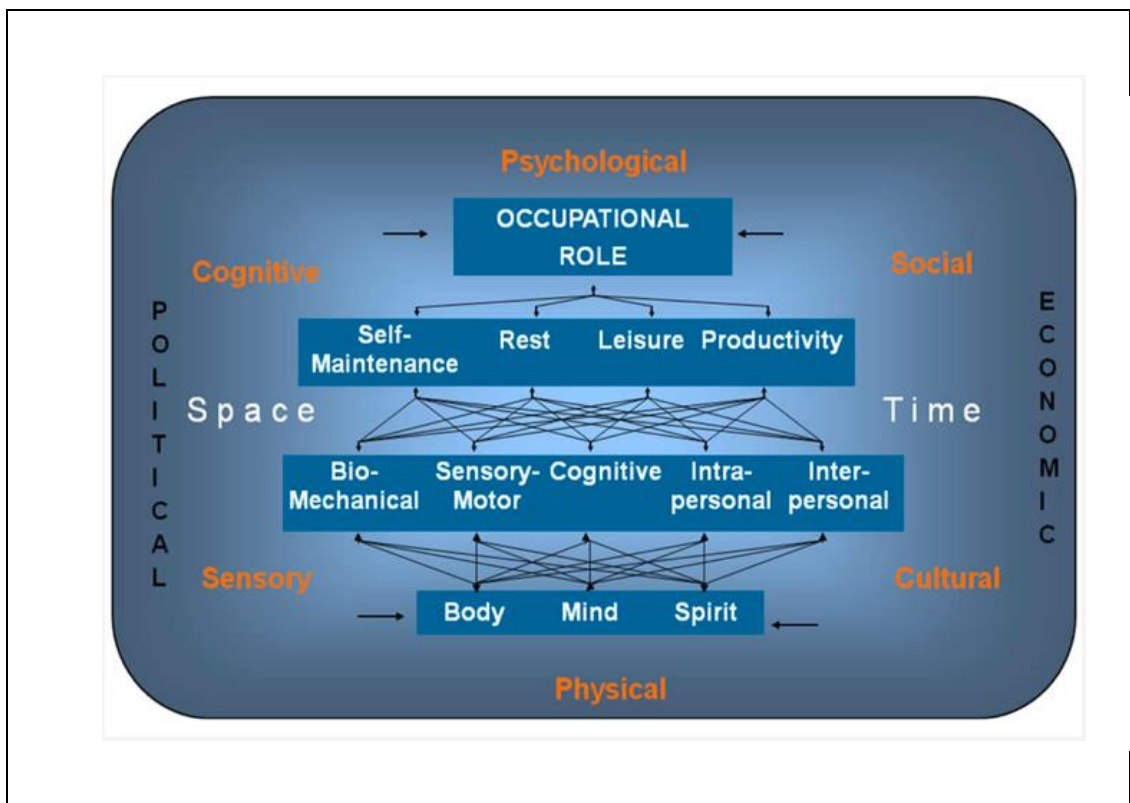 Psychological
OCCUPATIONAL
ROLE
Cognitive
Social
POLITICAL
ECONOMIC
Self-
Maintenance
Rest
Leisure
Productivity
Space
Time
Bio-
Mechanical
Sensory-
Motor
Cognitive
Intra-
personal
Inter-
personal
Sensory
Cultural
Body
Mind
Spirit
Physical